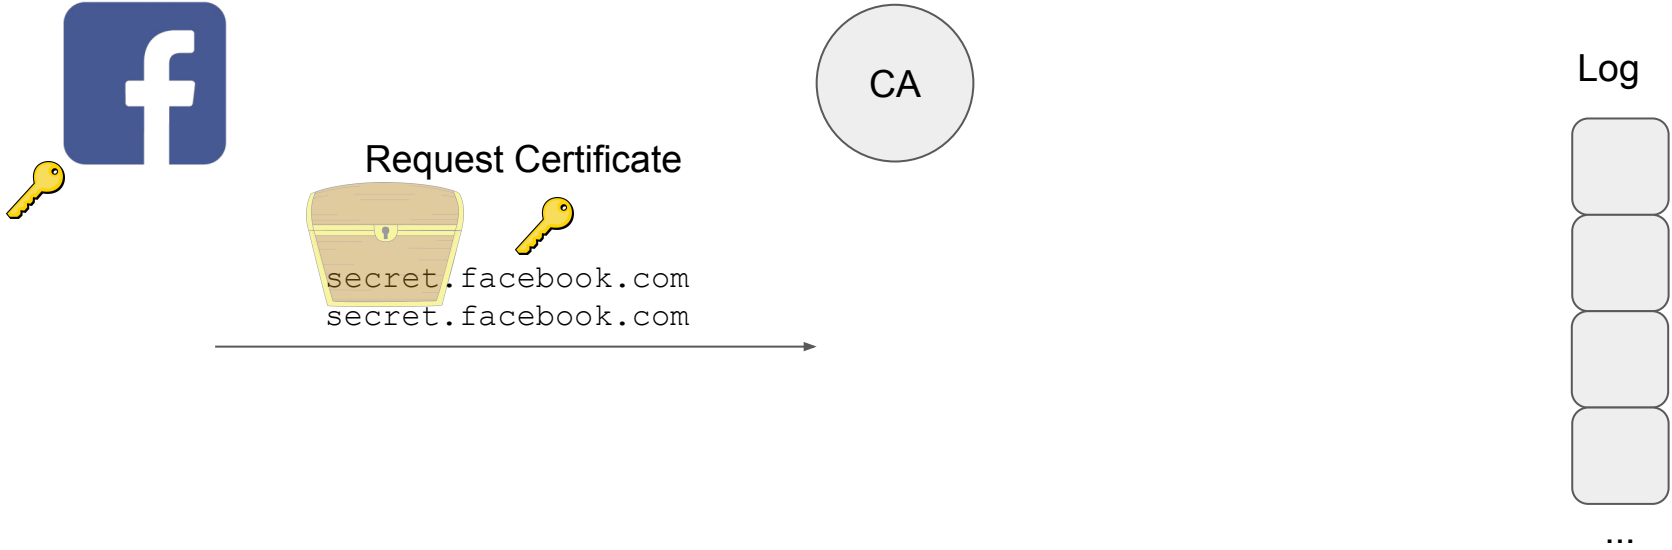 CA
Log
Request Certificate
secret.facebook.com
secret.facebook.com
...